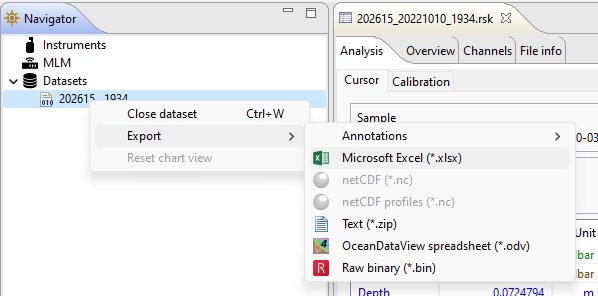 Navigator
Instruments
MLM
Datasets
202615_ 1934
Close dataset Ctrl+W
Export
Reset chart view
202615_20221010_1934.rsk
Analysis Overview Channels File info
Cursor Calibration
Sample
Annotations
Microsoft Excel (*.xlsx)
netCDF (*.nc)
netCDF profiles (*.nc)
Text (*.zip)
OceanDataView spreadsheet (*.odv)
Raw binary (*.bin)
0-03
Unit
bar
bar
Depth 0.0724794 m